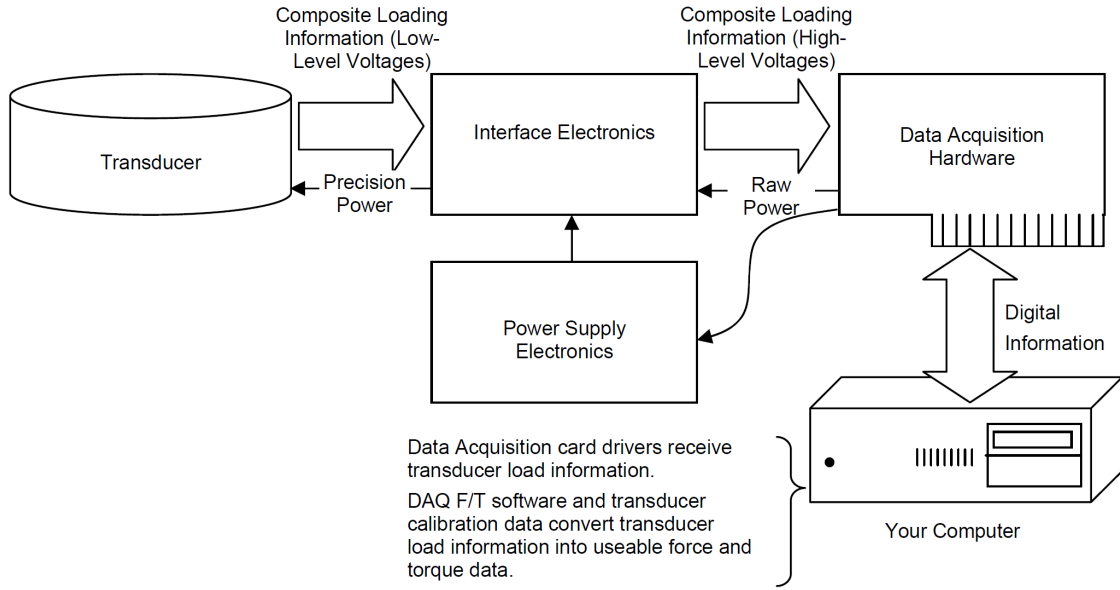 Composite Loading
Information (Low-
Level Voltages)
Composite Loading
Information (High-
Level Voltages)
Transducer
Interface Electronics
Data Acquisition
Hardware
Precision
Power
Raw
Power
Power Supply
Electronics
Digital
Information
Data Acquisition card drivers receive
transducer load information.
DAQ F/T software and transducer
calibration data convert transducer
load information into useable force and
torque data.
Your Computer